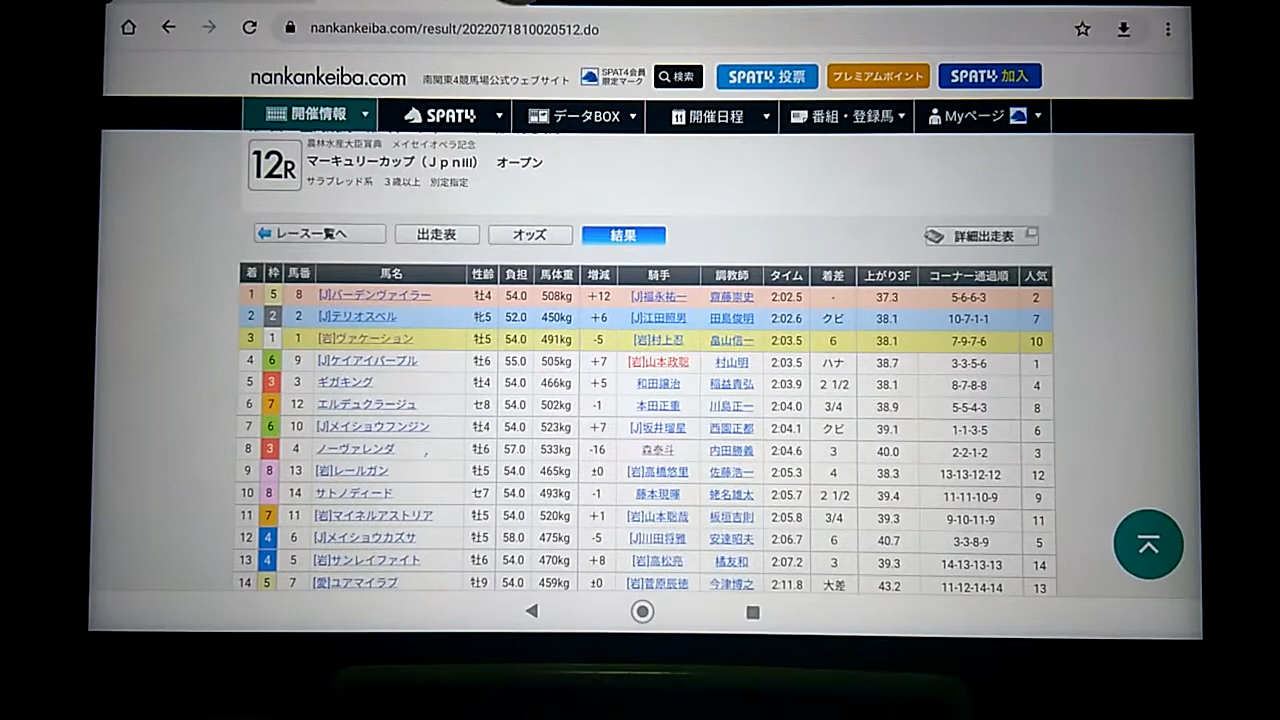 nankankeiba.com/result/2022071810020512.do
nankankeiba.com 南関東4競馬場公式ウェブサイト SPAT4会員限定マーク 検索 SPAT4 投票 プレミアムポイント SPAT4 加入
開催情報 SPAT4 データBOX 開催日程 番組・登録馬 Myページ
農林水産大臣賞典 メイセイオペラ記念
12R マーキュリーカップ（JpnIII） オープン
サラブレッド系 3歳以上 別定指定
レース一覧へ 出走表 オッズ 結果 詳細出走表
着 枠 馬番 馬名 性齢 負担 馬体重 増減 騎手 調教師 タイム 着差 上がり3F コーナー通過順 人気
1 5 8 [J]バーデンヴァイラー 牡4 54.0 508kg +12 [J]福永祐一 齋藤崇史 2:02.5 - 37.3 5-6-6-3 2
2 2 2 [J]テリオスベル 牝5 52.0 450kg +6 [J]江田照男 田島俊明 2:02.6 クビ 38.1 10-7-1-1 7
3 1 1 [岩]ヴァケーション 牡5 54.0 491kg -5 [岩]村上忍 畠山信一 2:03.5 6 38.1 7-9-7-6 10
4 6 9 [J]ケイアイパープル 牡6 55.0 505kg +7 [岩]山本政聡 村山明 2:03.5 ハナ 38.7 3-3-5-6 1
5 3 3 ギガキング 牡4 54.0 466kg +5 和田譲治 稲益貴弘 2:03.9 2 1/2 38.1 8-7-8-8 4
6 7 12 エルデュクラージュ セ8 54.0 502kg -1 本田正重 川島正一 2:04.0 3/4 38.9 5-5-4-3 8
7 6 10 [J]メイショウフンジン 牡4 54.0 523kg +7 [J]坂井瑠星 西園正都 2:04.1 クビ 39.1 1-1-3-5 6
8 3 4 ノーヴァレンダ 牡6 57.0 533kg -16 森泰斗 内田勝義 2:04.6 3 40.0 2-2-1-2 3
9 8 13 [岩]レールガン 牡5 54.0 465kg ±0 [岩]高橋悠里 佐藤浩一 2:05.3 4 38.3 13-13-12-12 12
10 8 14 サトノディード セ7 54.0 493kg -1 藤本現暉 蛯名雄太 2:05.7 2 1/2 39.4 11-11-10-9 9
11 7 11 [岩]マイネルアストリア 牡5 54.0 520kg +1 [岩]山本聡哉 板垣吉則 2:05.8 3/4 39.3 9-10-11-9 11
12 4 6 [J]メイショウカズサ 牡5 58.0 475kg -5 [J]川田将雅 安達昭夫 2:06.7 6 40.7 3-3-8-9 5
13 4 5 [岩]サンレイファイト 牡6 54.0 470kg +8 [岩]高松亮 橘友和 2:07.2 3 39.3 14-13-13-13 14
14 5 7 [愛]ユアマイラブ 牡9 54.0 459kg ±0 [岩]菅原辰徳 今津博之 2:11.8 大差 43.2 11-12-14-14 13